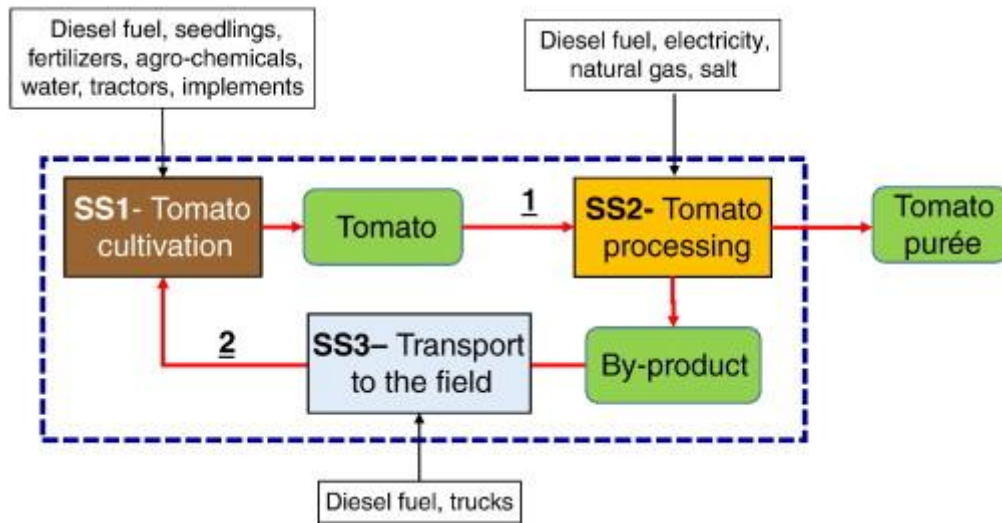 Diesel fuel, seedlings,
fertilizers, agro-chemicals,
water, tractors, implements
Diesel fuel, electricity,
natural gas, salt
SS1- Tomato
cultivation
Tomato
1
SS2- Tomato
processing
Tomato
purée
2
SS3– Transport
to the field
By-product
Diesel fuel, trucks